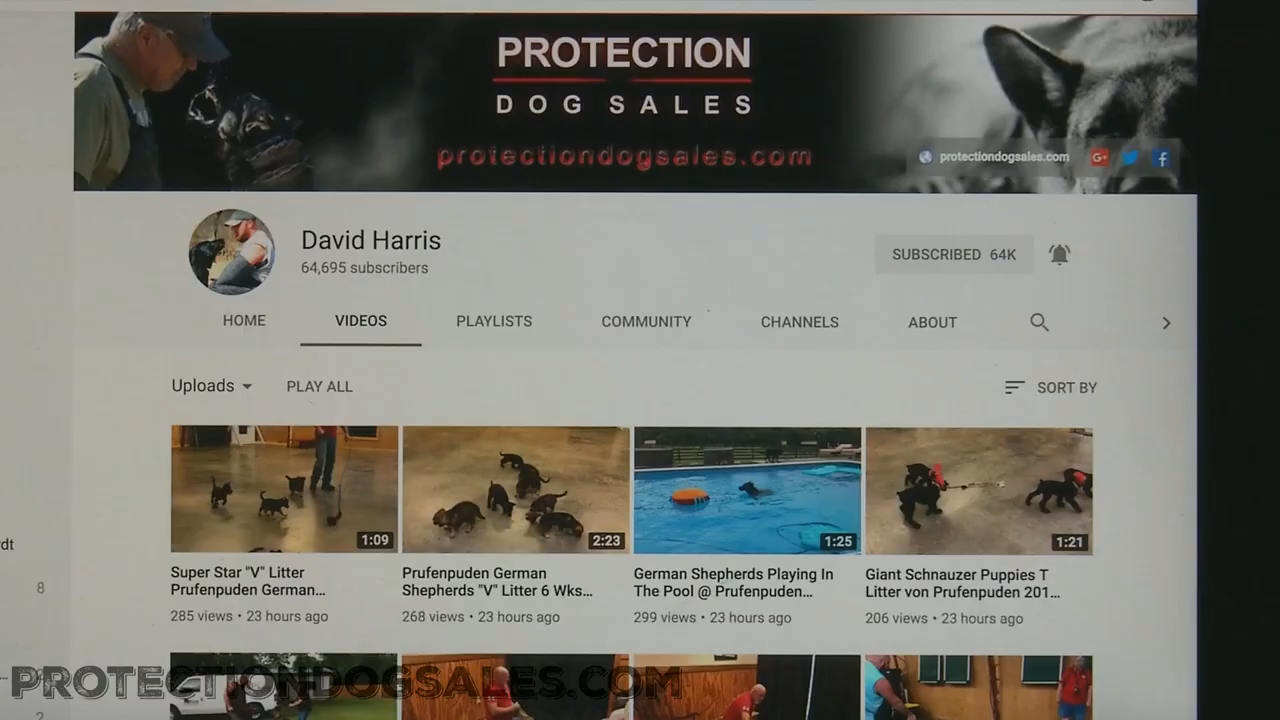 PROTECTION
DOG SALES
protectiondogsales.com
protectiondogsales.com
David Harris
64,695 subscribers
SUBSCRIBED 64K
HOME VIDEOS PLAYLISTS COMMUNITY CHANNELS ABOUT
Uploads PLAY ALL SORT BY
1:09 2:23 1:25 1:21
Super Star "V" Litter
Prufenpuden German...
285 views • 23 hours ago
Prufenpuden German
Shepherds "V" Litter 6 Wks...
268 views • 23 hours ago
German Shepherds Playing In
The Pool @ Prufenpuden...
299 views • 23 hours ago
Giant Schnauzer Puppies T
Litter von Prufenpuden 201...
206 views • 23 hours ago
rdt
8
PROTECTIONDOGSALES.COM
2